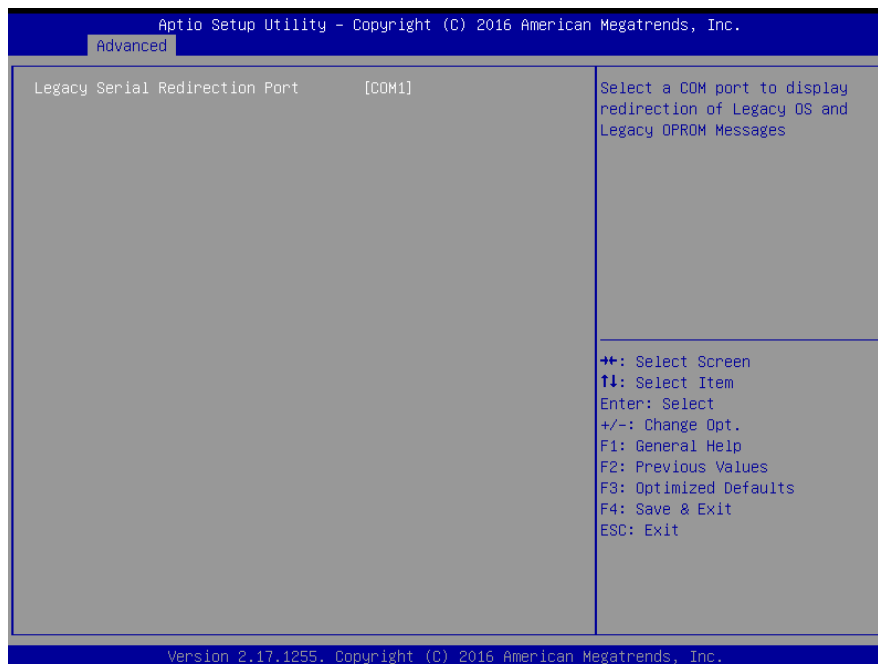 Aptio Setup Utility – Copyright (C) 2016 American Megatrends, Inc.
Advanced
Legacy Serial Redirection Port [COM1]
Select a COM port to display
redirection of Legacy OS and
Legacy OPROM Messages
→←: Select Screen
↑↓: Select Item
Enter: Select
+/-: Change Opt.
F1: General Help
F2: Previous Values
F3: Optimized Defaults
F4: Save & Exit
ESC: Exit
Version 2.17.1255. Copyright (C) 2016 American Megatrends, Inc.